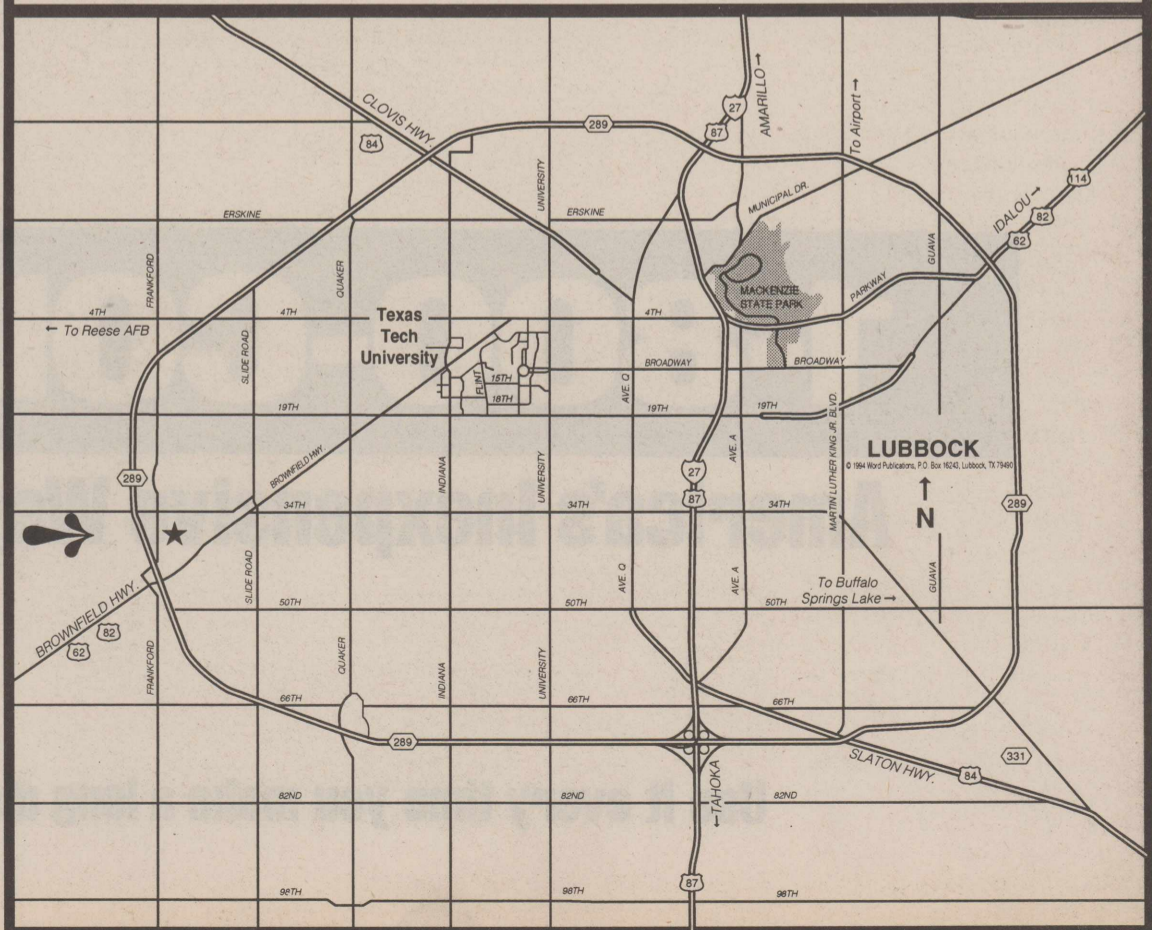 27
AMARILLO →
To Airport →
CLOVIS HWY.
289
87
84
114
UNIVERSITY
MUNICIPAL DR.
IDALOU →
82
62
ERSKINE
ERSKINE
FRANKFORD
QUAKER
GUAVA
PARKWAY
MACKENZIE
STATE PARK
4TH
4TH
4TH
← To Reese AFB
Texas
Tech
University
SLIDE ROAD
FLINT
15TH
18TH
BROADWAY
BROADWAY
AVE. Q
19TH
19TH
19TH
AVE. A
MARTIN LUTHER KING JR. BLVD.
LUBBOCK
© 1994 Word Publications, P.O. Box 16243, Lubbock, TX 79490
BROWNFIELD HWY.
INDIANA
UNIVERSITY
27
87
289
289
N
34TH
34TH
34TH
SLIDE ROAD
AVE. Q
AVE. A
GUAVA
To Buffalo
Springs Lake →
50TH
50TH
50TH
BROWNFIELD HWY.
82
62
FRANKFORD
QUAKER
INDIANA
UNIVERSITY
66TH
66TH
66TH
289
SLATON HWY.
331
84
← TAHOKA
82ND
82ND
82ND
87
98TH
98TH
98TH